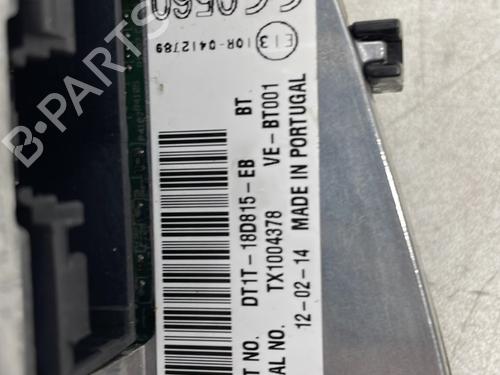 CE0560
E13 10R-0412789
BT
T NO. DT1T-18D815-EB
AL NO. TX1004378 VE-BT001
12-02-14 MADE IN PORTUGAL
B-PARTS